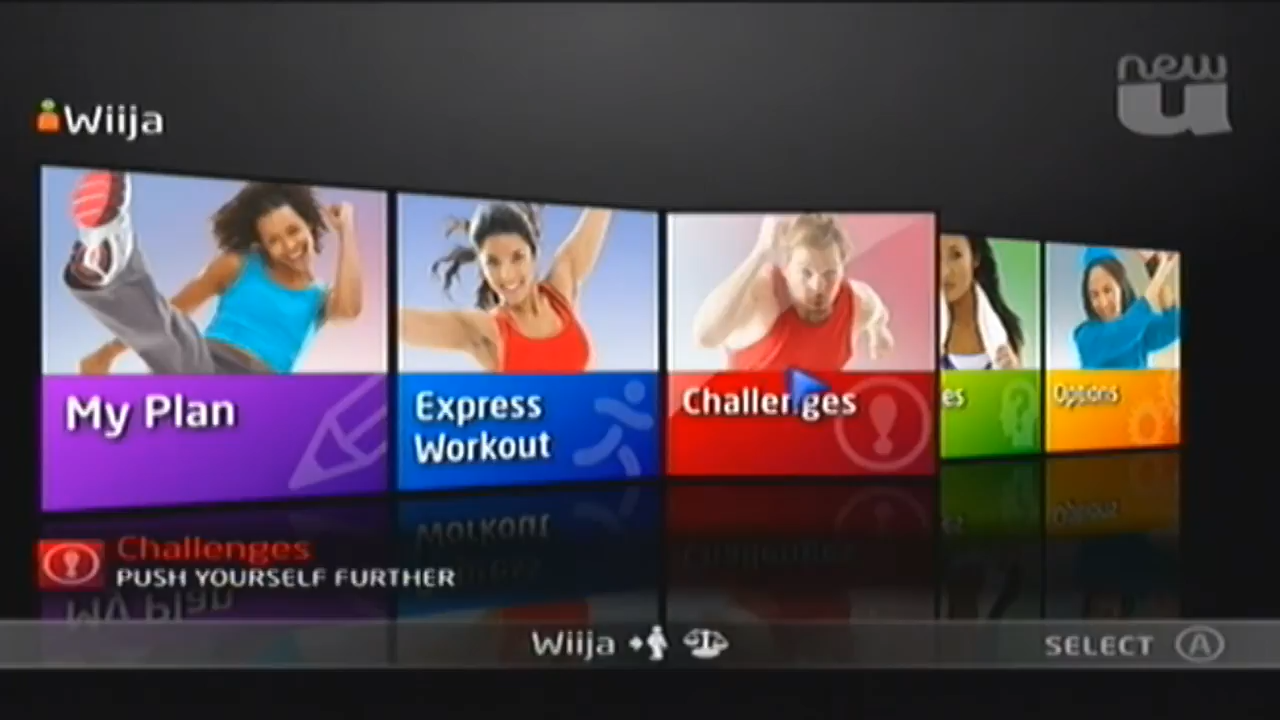 new
u
Wiija
My Plan
Express
Workout
Challenges
es
Options
Challenges
PUSH YOURSELF FURTHER
Wiija
SELECT A